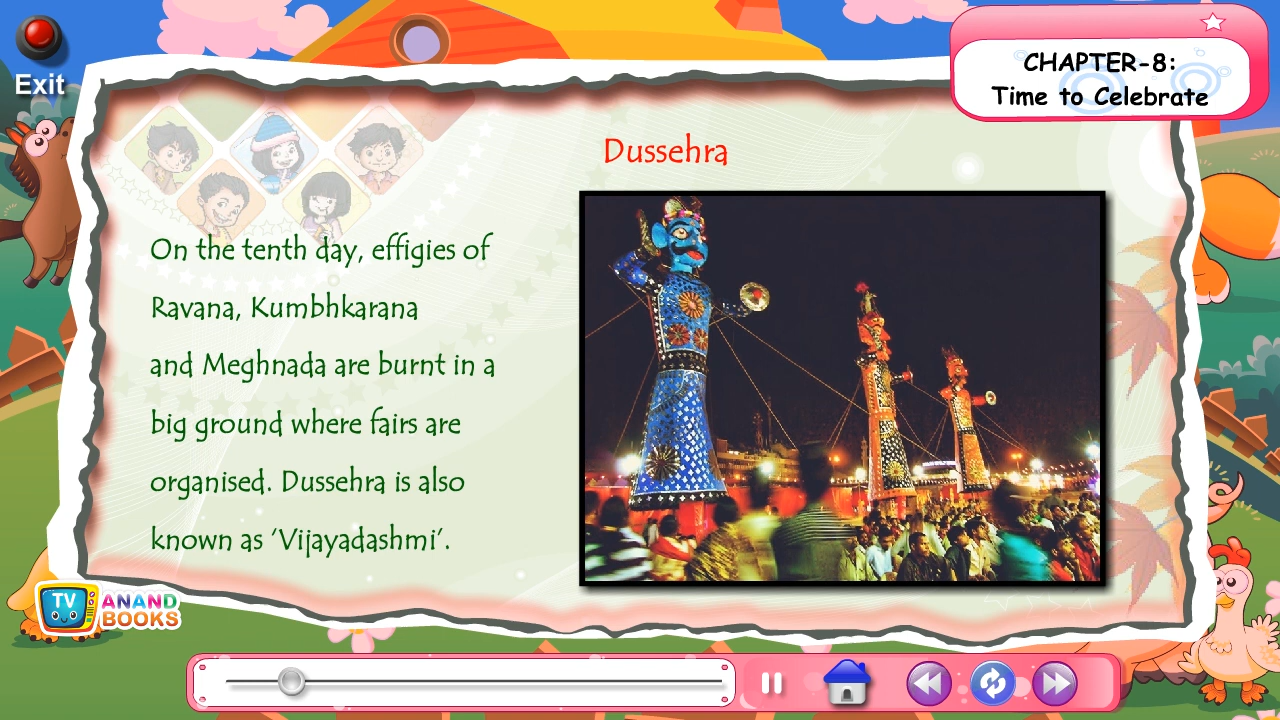 Exit
CHAPTER-8:
Time to Celebrate
Dussehra
On the tenth day, effigies of
Ravana, Kumbhkarana
and Meghnada are burnt in a
big ground where fairs are
organised. Dussehra is also
known as ‘Vijayadashmi’.
TV
ANAND
BOOKS